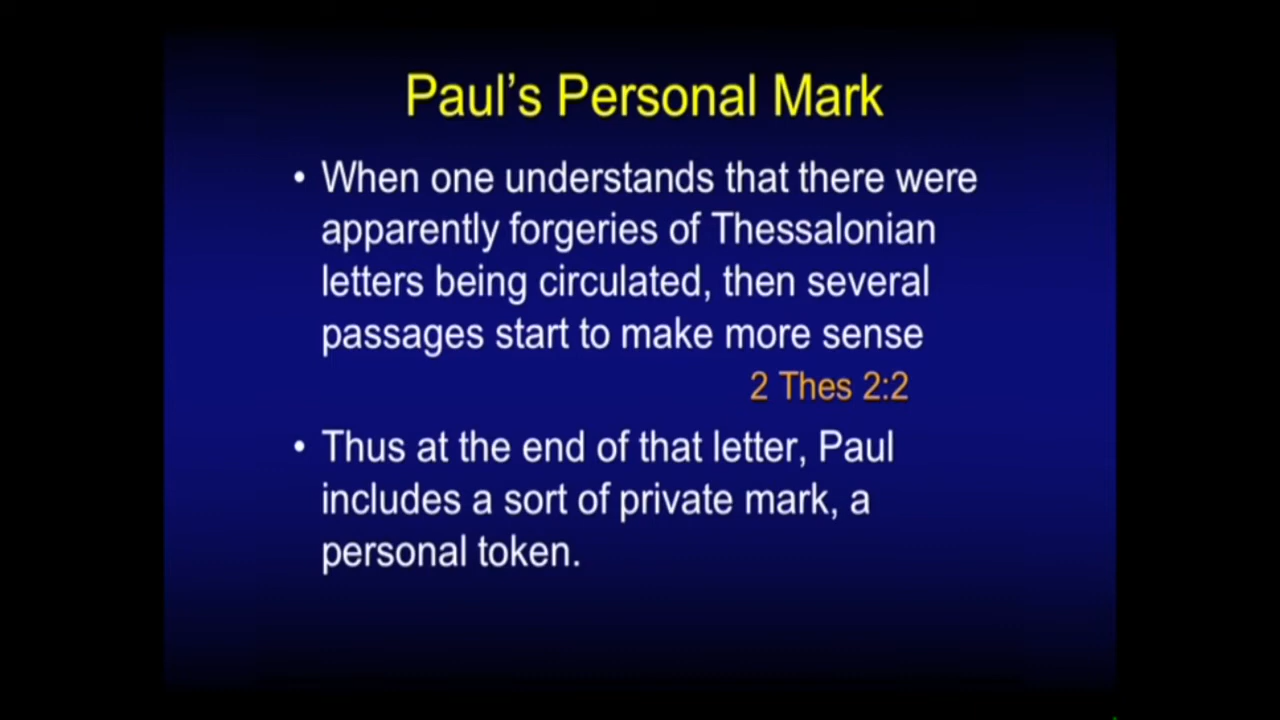 Paul’s Personal Mark
• When one understands that there were
apparently forgeries of Thessalonian
letters being circulated, then several
passages start to make more sense
2 Thes 2:2
• Thus at the end of that letter, Paul
includes a sort of private mark, a
personal token.